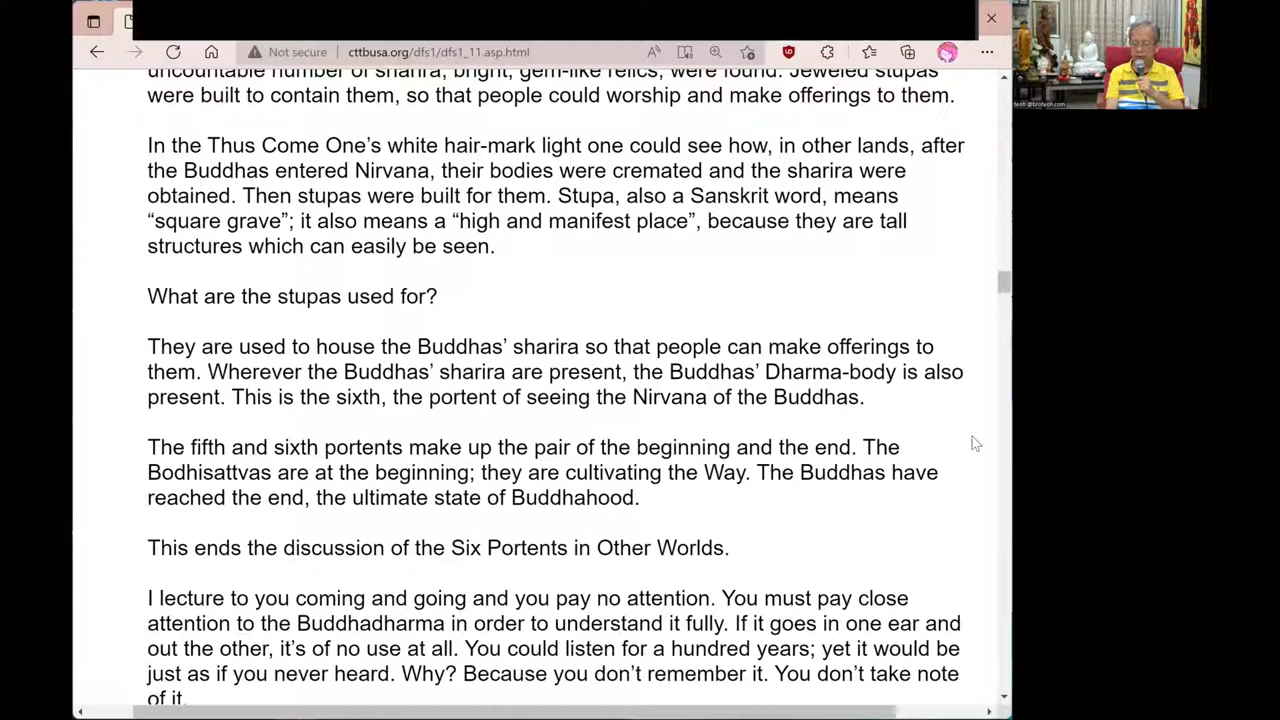 Not secure
cttbusa.org/dfs1/dfs1_11.asp.html
uncountable number of sharira, bright, gem-like relics, were found. Jeweled stupas
were built to contain them, so that people could worship and make offerings to them.
In the Thus Come One's white hair-mark light one could see how, in other lands, after
the Buddhas entered Nirvana, their bodies were cremated and the sharira were
obtained. Then stupas were built for them. Stupa, also a Sanskrit word, means
“square grave”; it also means a “high and manifest place”, because they are tall
structures which can easily be seen.
What are the stupas used for?
They are used to house the Buddhas’ sharira so that people can make offerings to
them. Wherever the Buddhas’ sharira are present, the Buddhas’ Dharma-body is also
present. This is the sixth, the portent of seeing the Nirvana of the Buddhas.
The fifth and sixth portents make up the pair of the beginning and the end. The
Bodhisattvas are at the beginning; they are cultivating the Way. The Buddhas have
reached the end, the ultimate state of Buddhahood.
This ends the discussion of the Six Portents in Other Worlds.
I lecture to you coming and going and you pay no attention. You must pay close
attention to the Buddhadharma in order to understand it fully. If it goes in one ear and
out the other, it’s of no use at all. You could listen for a hundred years; yet it would be
just as if you never heard. Why? Because you don’t remember it. You don’t take note
of it.